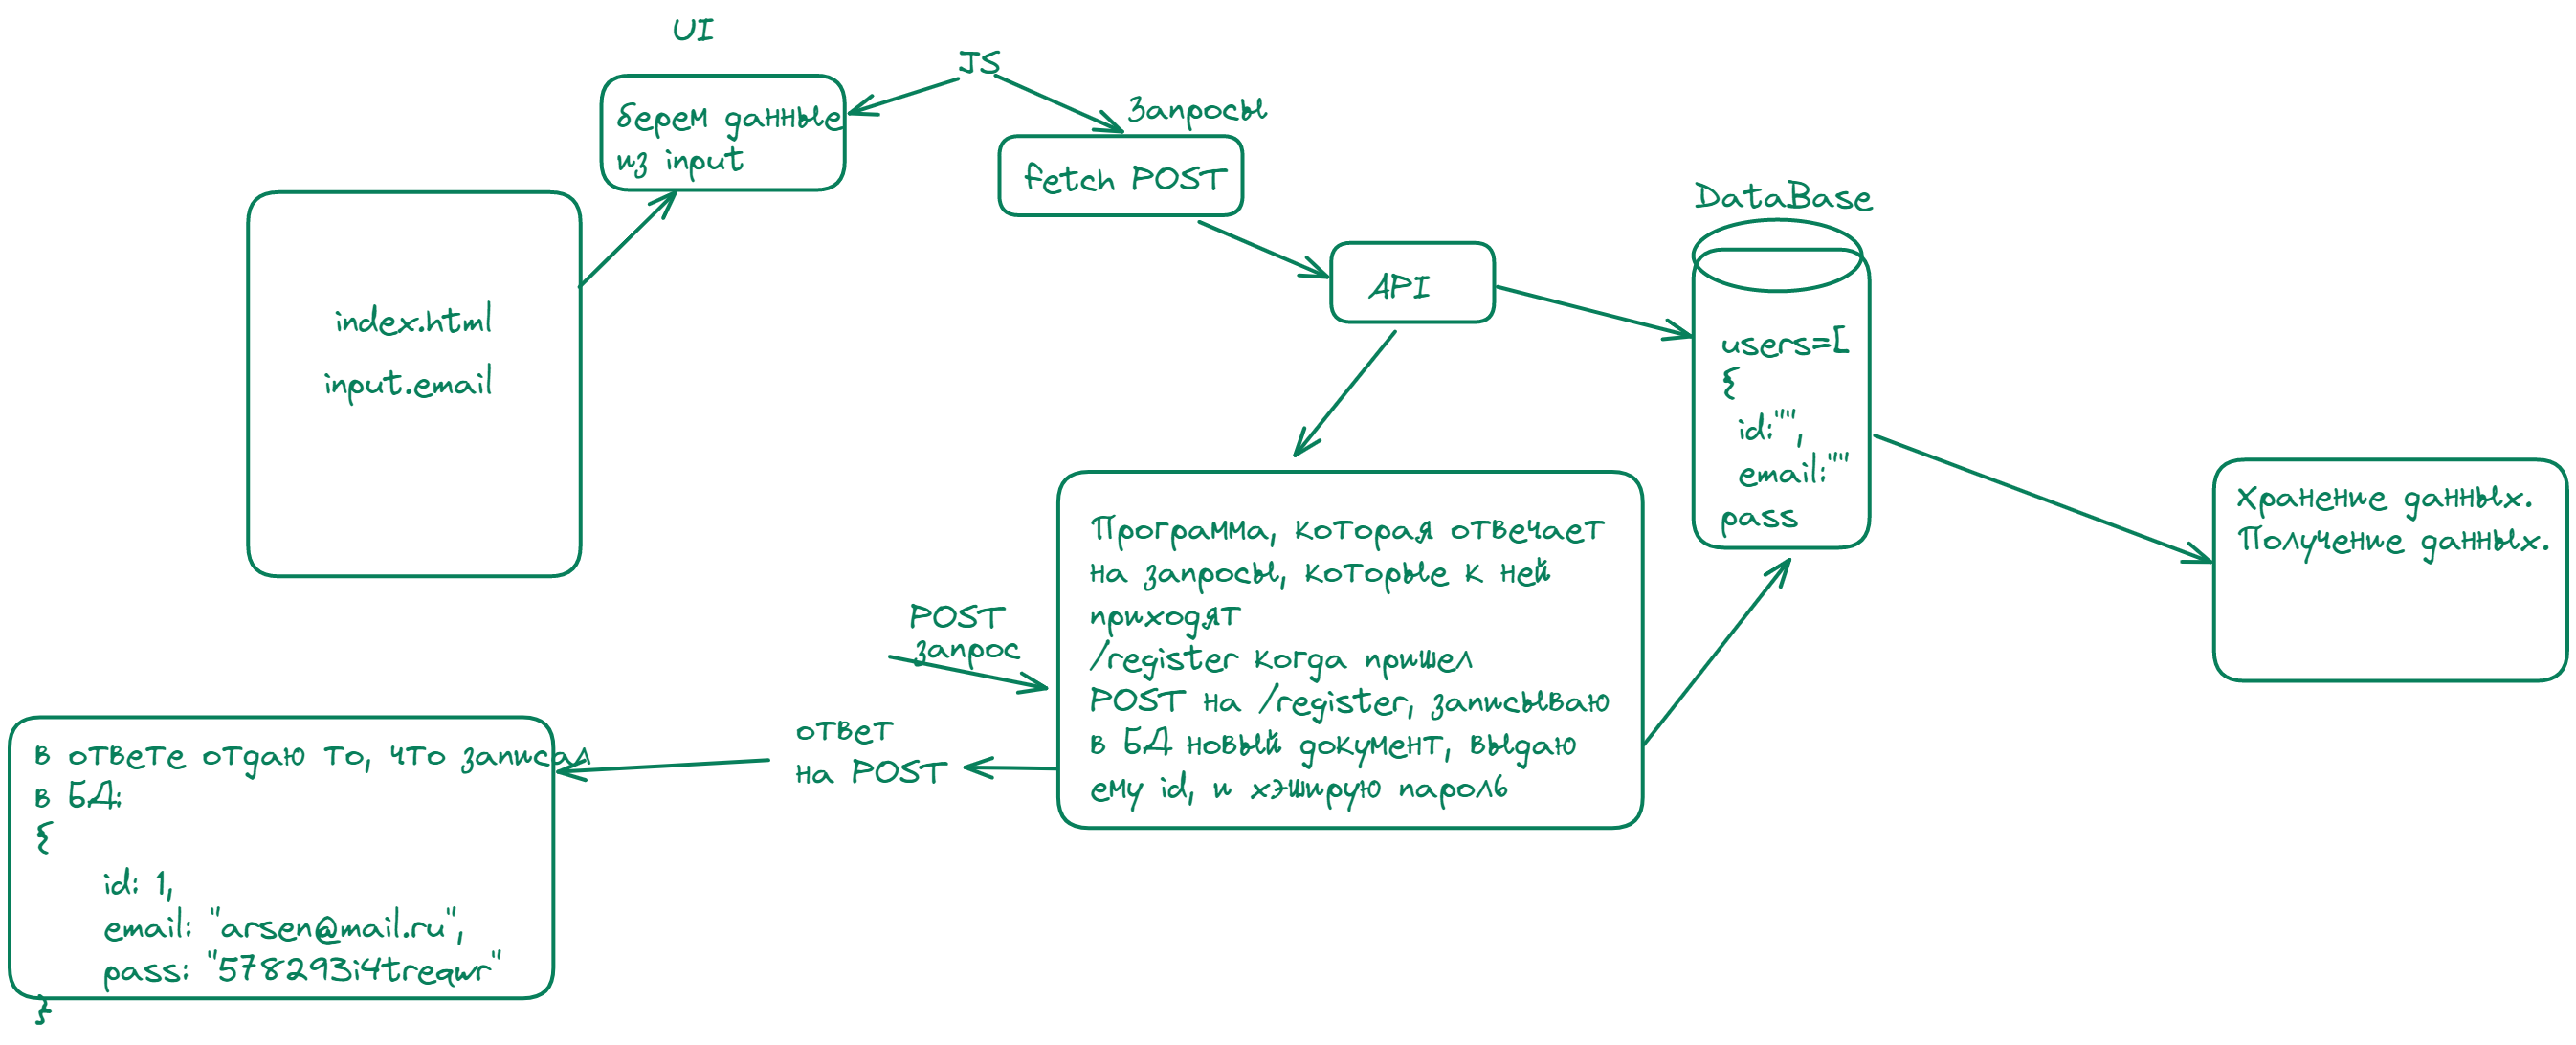 UI
JS
берем данные
из input
Запросы
fetch POST
index.html
input.email
API
DataBase
users=[
{
id:"",
email:""
pass
Хранение данных.
Получение данных.
Программа, которая отвечает
на запросы, которые к ней
приходят
/register когда пришел
POST на /register, записываю
в БД новый документ, выдаю
ему id, и хэширую пароль
POST
запрос
ответ
на POST
в ответе отдаю то, что записал
в БД:
{
id: 1,
email: "arsen@mail.ru",
pass: "578293i4treqwr"
}